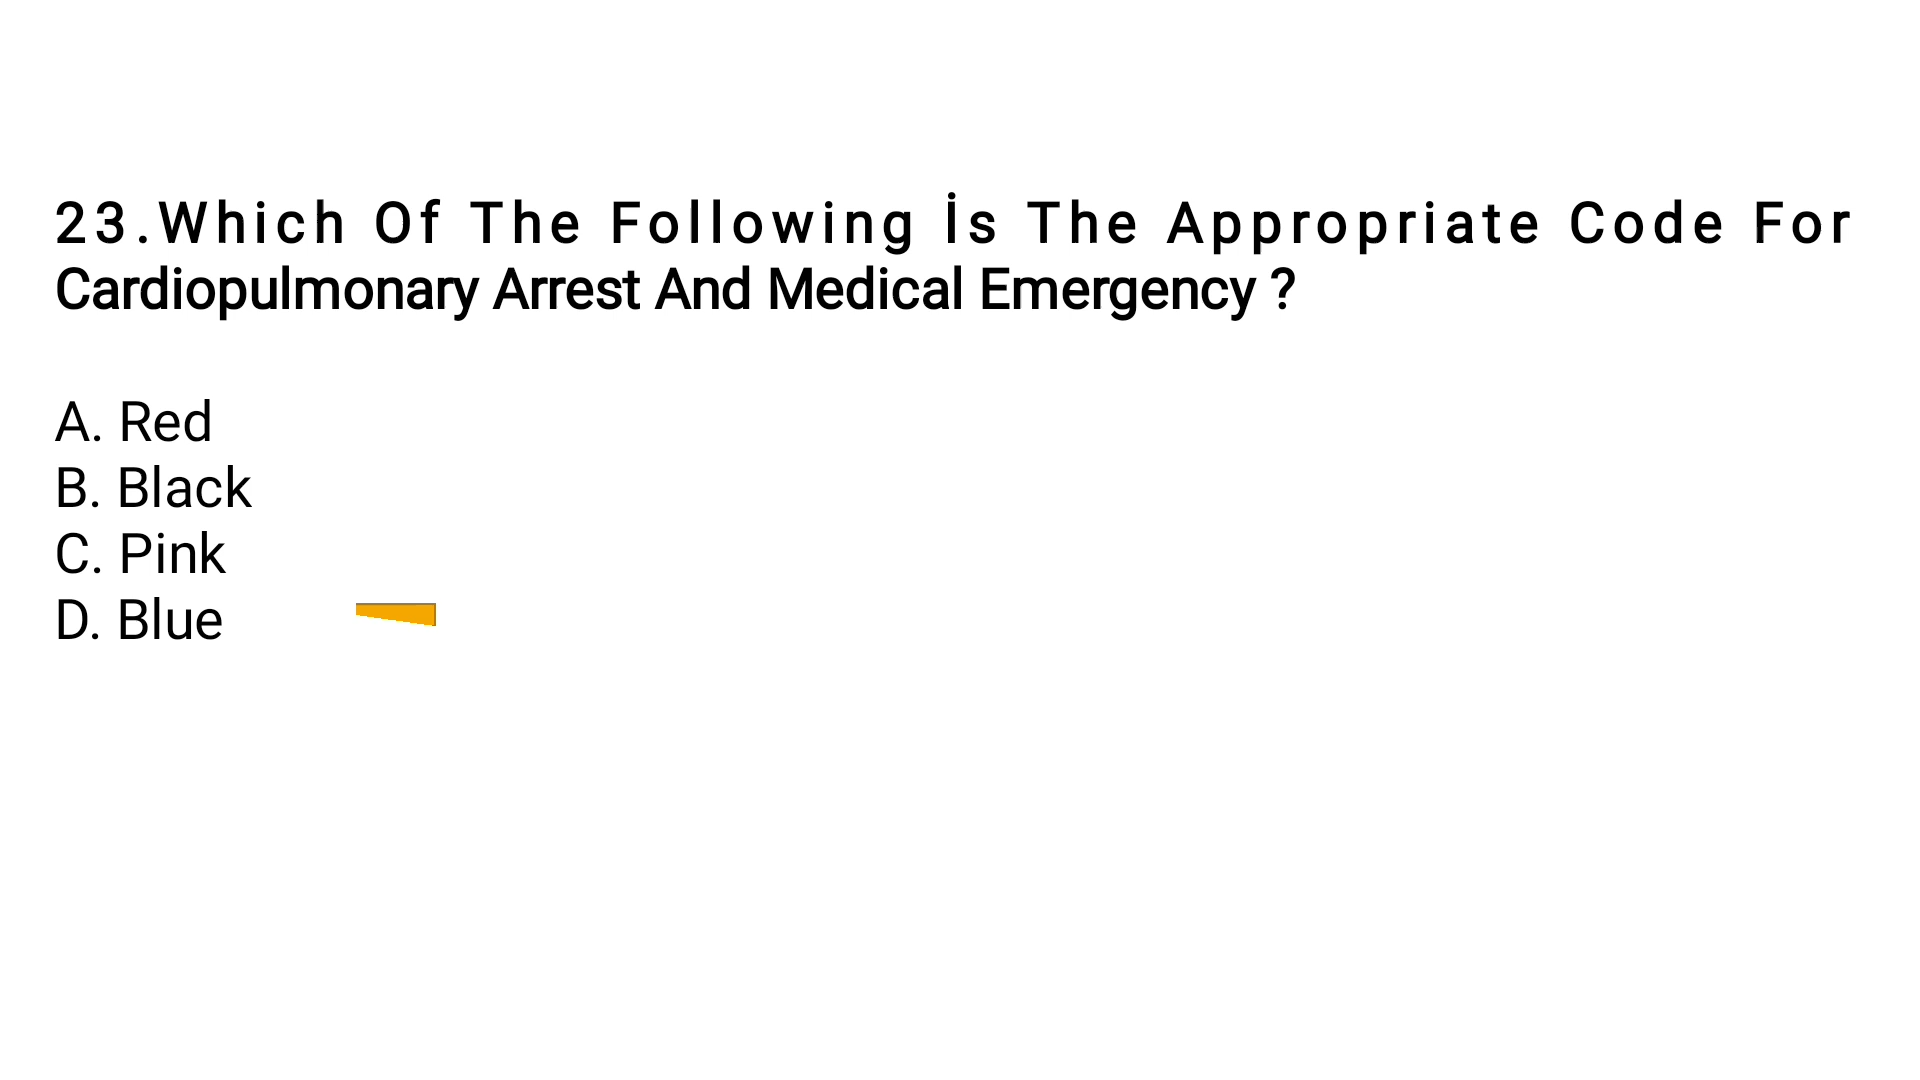 23.Which Of The Following İs The Appropriate Code For
Cardiopulmonary Arrest And Medical Emergency ?
A. Red
B. Black
C. Pink
D. Blue